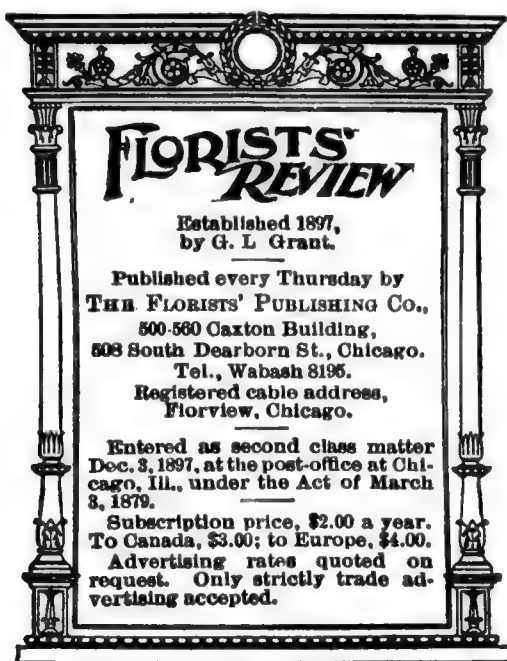 FLORISTS'
REVIEW
Established 1897,
by G. L Grant.
Published every Thursday by
THE FLORISTS' PUBLISHING CO.,
500-560 Caxton Building,
508 South Dearborn St., Chicago.
Tel., Wabash 8195.
Registered cable address,
Florview, Chicago.
Entered as second class matter
Dec. 3, 1897, at the post-office at Chi-
cago, Ill., under the Act of March
3, 1879.
Subscription price, $2.00 a year.
To Canada, $3.00; to Europe, $4.00.
Advertising rates quoted on
request. Only strictly trade ad-
vertising accepted.